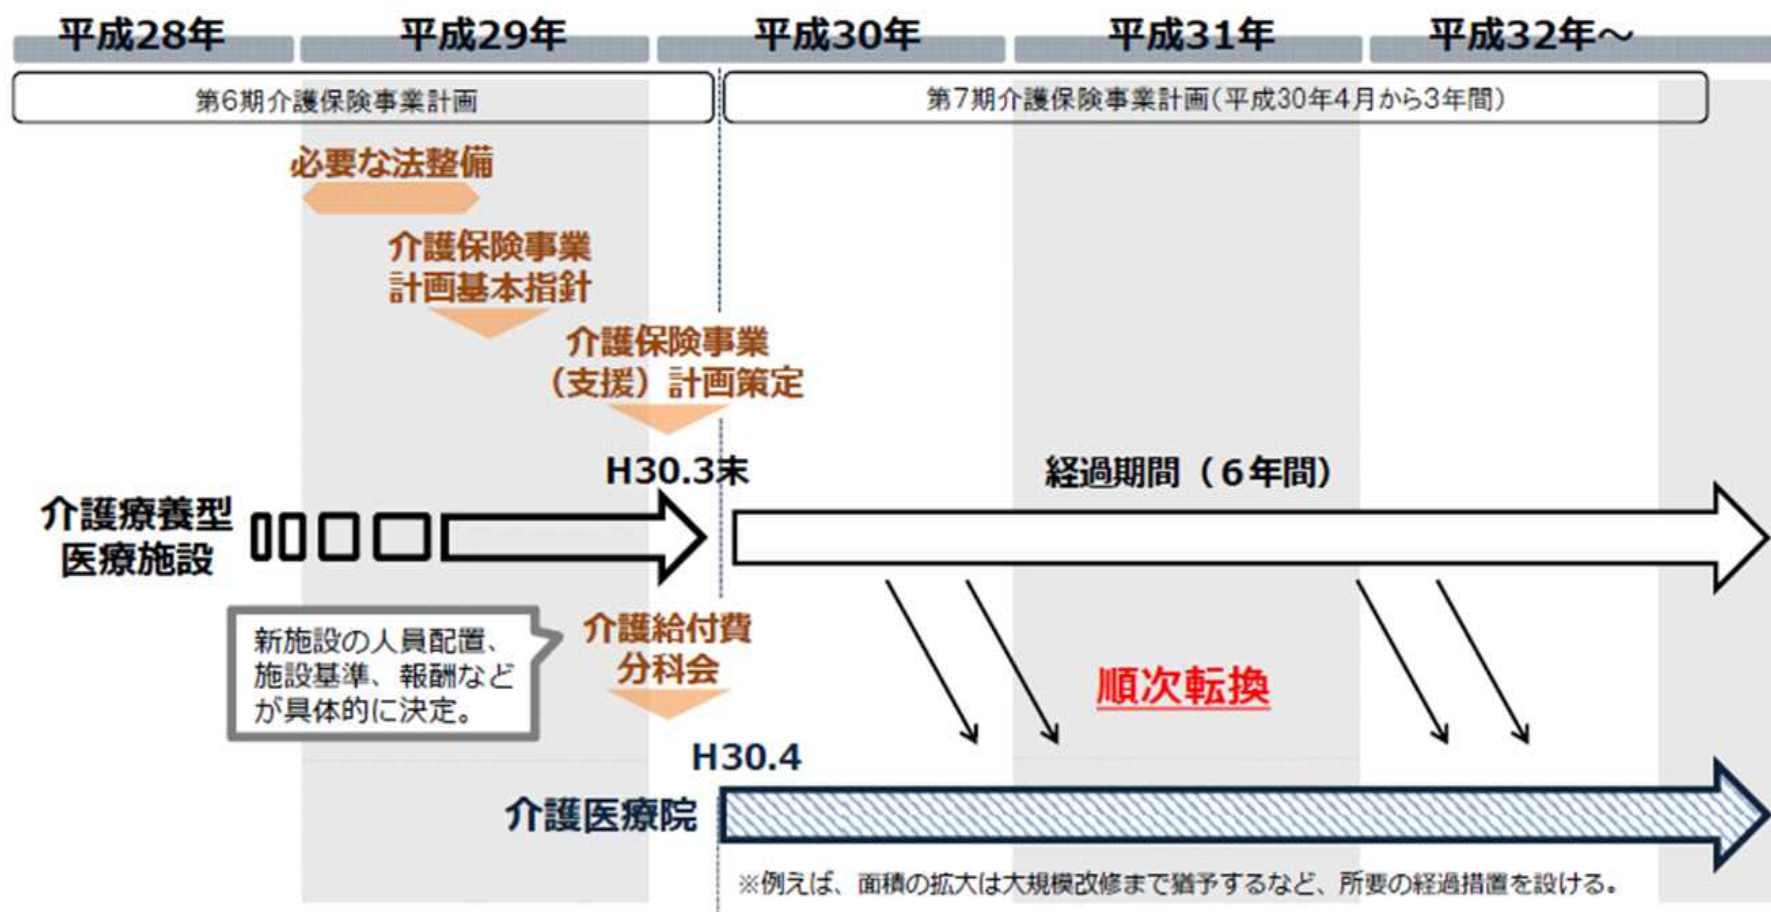 平成28年
平成29年
平成30年
平成31年
平成32年～
第6期介護保険事業計画
第7期介護保険事業計画(平成30年4月から3年間)
必要な法整備
介護保険事業
計画基本指針
介護保険事業
（支援）計画策定
H30.3末
経過期間（６年間）
介護療養型
医療施設
新施設の人員配置、
施設基準、報酬など
が具体的に決定。
介護給付費
分科会
順次転換
H30.4
介護医療院
※例えば、面積の拡大は大規模改修まで猶予するなど、所要の経過措置を設ける。